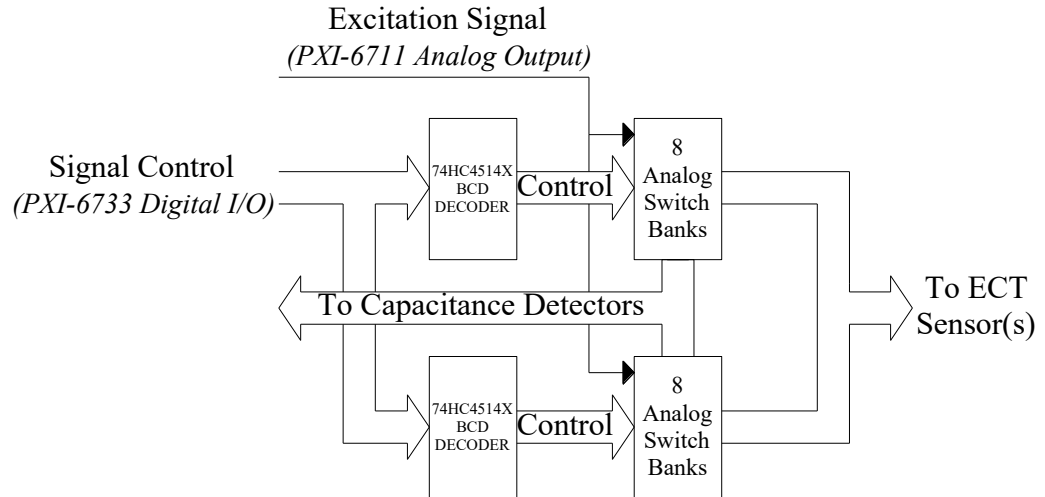 Excitation Signal
(PXI-6711 Analog Output)
Signal Control
(PXI-6733 Digital I/O)
74HC4514X
BCD
DECODER
Control
8
Analog
Switch
Banks
To Capacitance Detectors
To ECT
Sensor(s)
74HC4514X
BCD
DECODER
Control
8
Analog
Switch
Banks